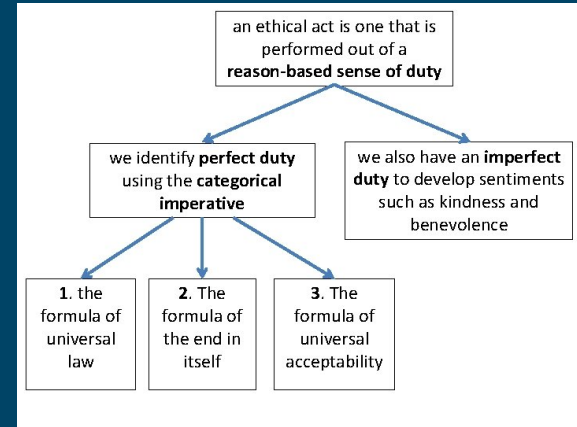 an ethical act is one that is
performed out of a
reason-based sense of duty
we identify perfect duty
using the categorical
imperative
we also have an imperfect
duty to develop sentiments
such as kindness and
benevolence
1. the
formula of
universal
law
2. The
formula of
the end in
itself
3. The
formula of
universal
acceptability